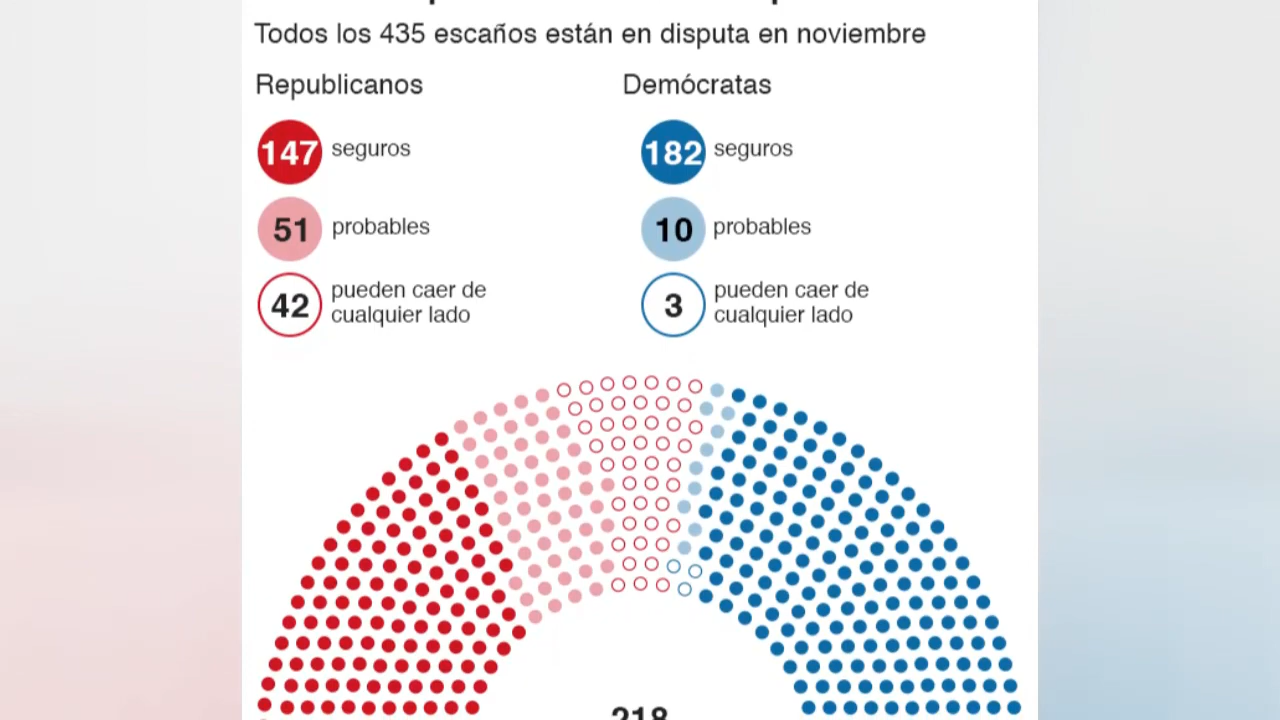 Todos los 435 escaños están en disputa en noviembre
Republicanos
147 seguros
51 probables
42 pueden caer de
cualquier lado
Demócratas
182 seguros
10 probables
3 pueden caer de
cualquier lado
218